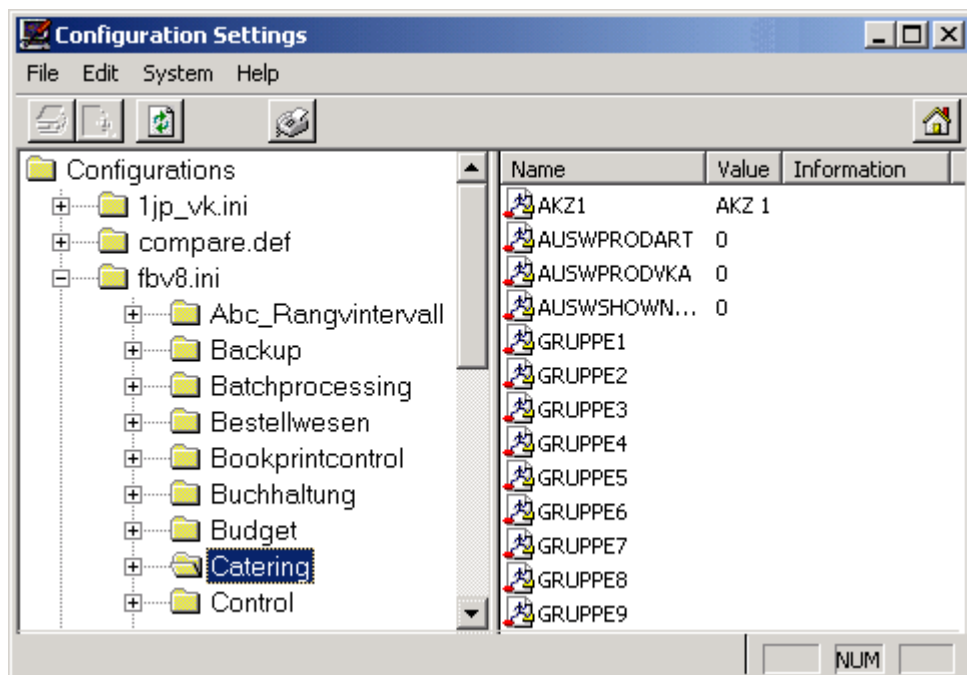 Configuration Settings
File Edit System Help
Configurations
1jp_vk.ini
compare.def
fbv8.ini
Abc_Rangvintervall
Backup
Batchprocessing
Bestellwesen
Bookprintcontrol
Buchhaltung
Budget
Catering
Control
Name Value Information
AKZ1 AKZ 1
AUSWPRODART 0
AUSWPRODVKA 0
AUSWSHOWN... 0
GRUPPE1
GRUPPE2
GRUPPE3
GRUPPE4
GRUPPE5
GRUPPE6
GRUPPE7
GRUPPE8
GRUPPE9
NUM